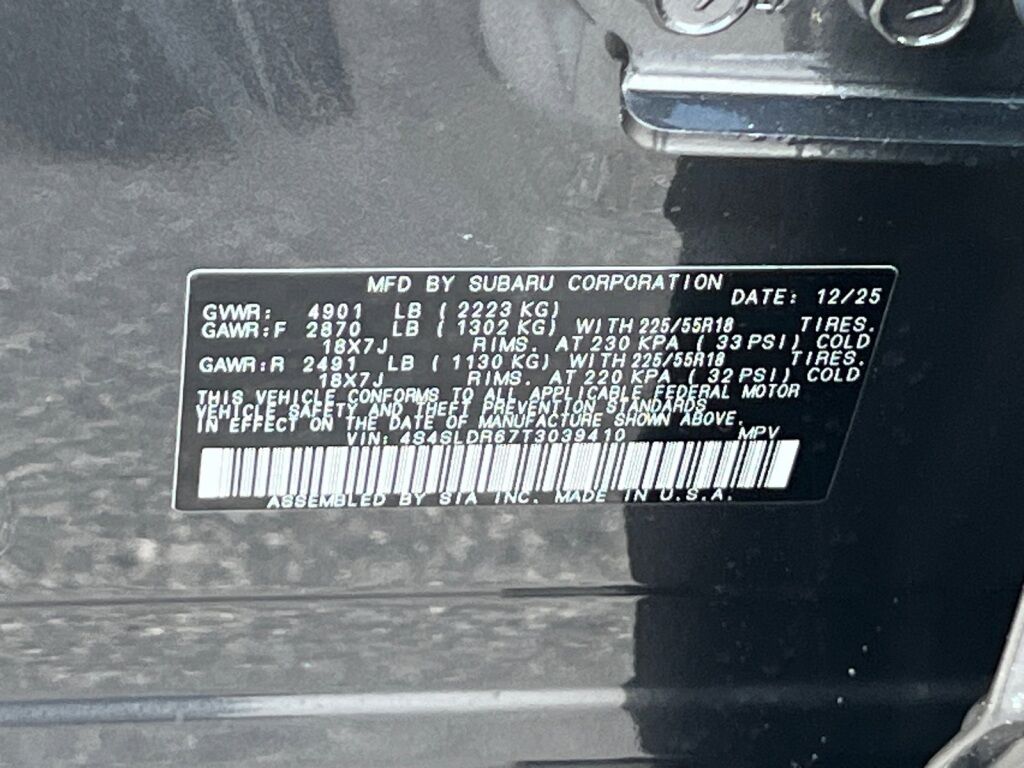 MFD BY SUBARU CORPORATION
DATE: 12/25
GVWR: 4901 LB ( 2223 KG)
GAWR:F 2870 LB ( 1302 KG) WITH 225/55R18 TIRES.
18X7J RIMS. AT 230 KPA ( 33 PSI) COLD
GAWR:R 2491 LB ( 1130 KG) WITH 225/55R18 TIRES.
18X7J RIMS. AT 220 KPA ( 32 PSI) COLD
THIS VEHICLE CONFORMS TO ALL APPLICABLE FEDERAL MOTOR
VEHICLE SAFETY AND THEFT PREVENTION STANDARDS
IN EFFECT ON THE DATE OF MANUFACTURE SHOWN ABOVE.
VIN: 4S4SLDR67T3039410 MPV
ASSEMBLED BY SIA INC. MADE IN U.S.A.